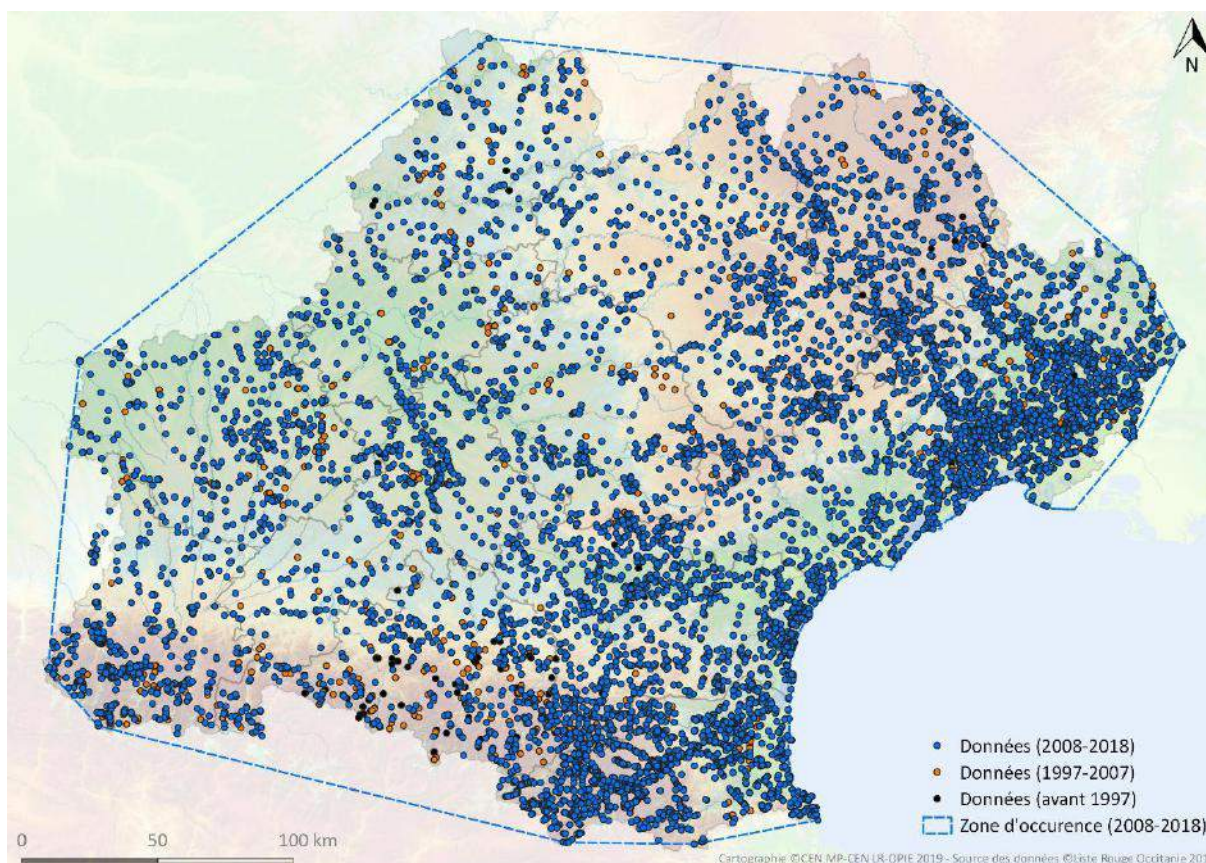 N
Données (2008-2018)
Données (1997-2007)
Données (avant 1997)
Zone d'occurence (2008-2018)
0 50 100 km
Cartographie ©CEN MP-CEN LR-OPIE 2019 - Source des données ©Liste Rouge Occitanie 201